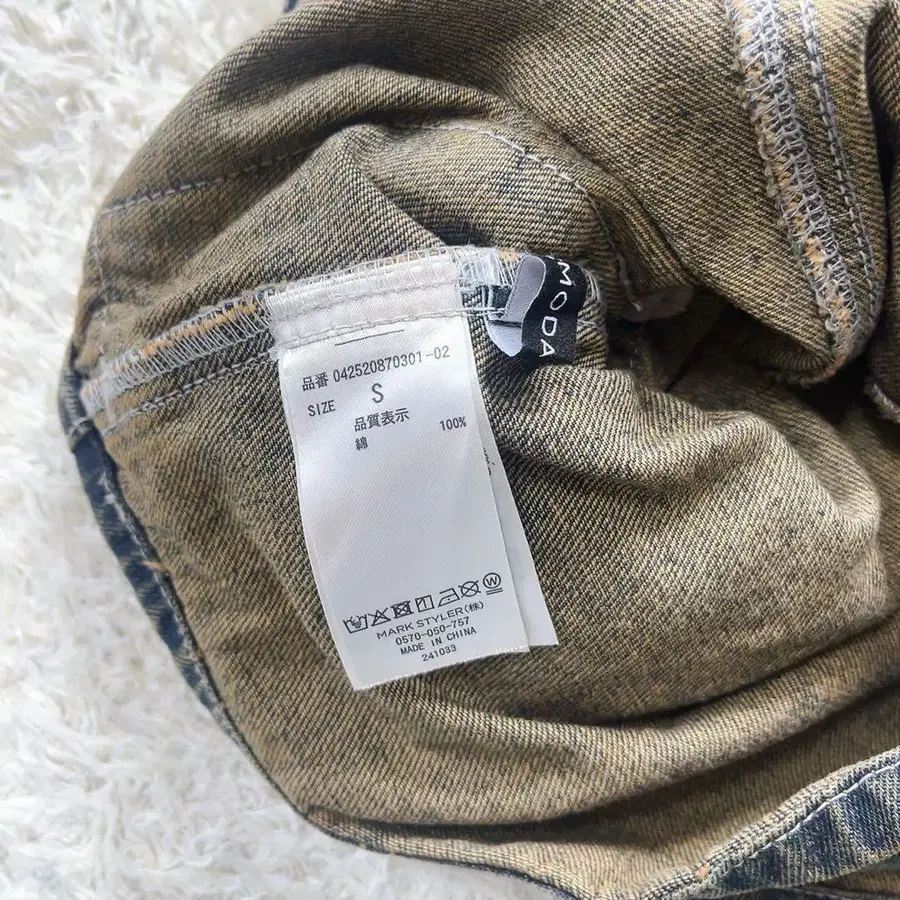 MODA
品番 042520870301-02
SIZE S
品質表示
綿 100%
MARK STYLER(株)
0570-050-757
MADE IN CHINA
241033